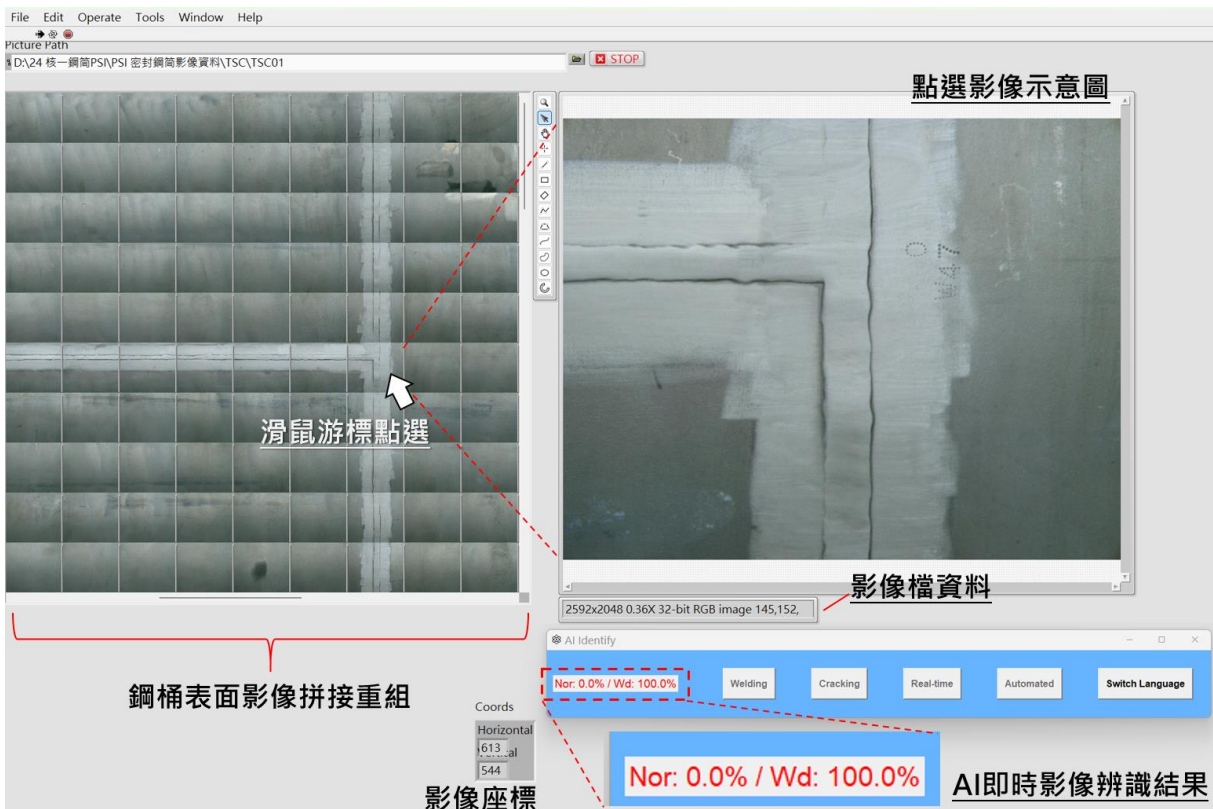 File Edit Operate Tools Window Help
Picture Path
D:\24 核一鋼筒PSI\PSI 密封鋼筒影像資料\TSC\TSC01
STOP
點選影像示意圖
W47
滑鼠游標點選
影像檔資料
2592x2048 0.36X 32-bit RGB image 145,152,
AI Identify
Nor: 0.0% / Wd: 100.0%
Welding
Cracking
Real-time
Automated
Switch Language
鋼桶表面影像拼接重組
Coords
Horizontal
613
544
影像座標
Nor: 0.0% / Wd: 100.0%
AI即時影像辨識結果